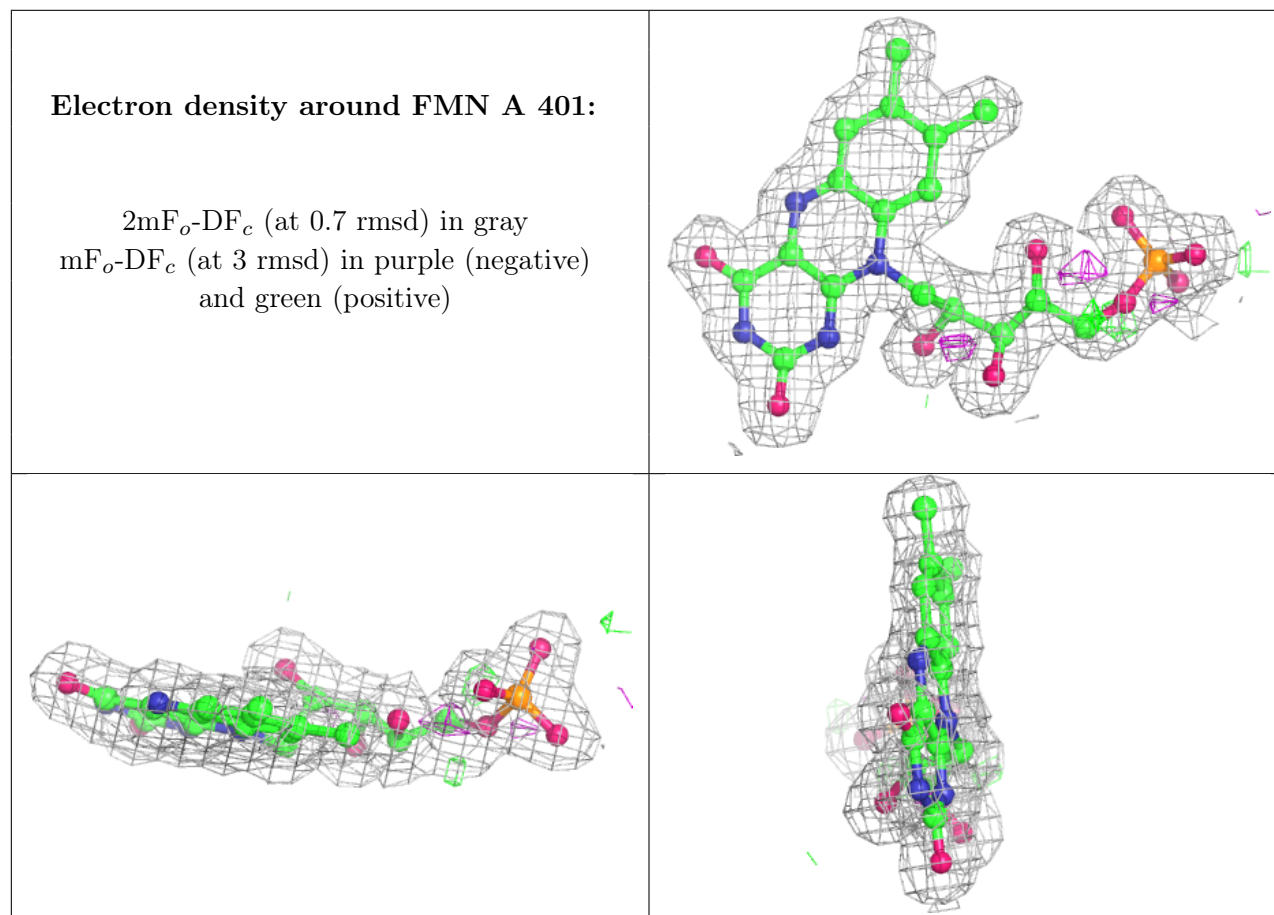 Electron density around FMN A 401:
2mFₒ-DF𝒸 (at 0.7 rmsd) in gray
mFₒ-DF𝒸 (at 3 rmsd) in purple (negative)
and green (positive)